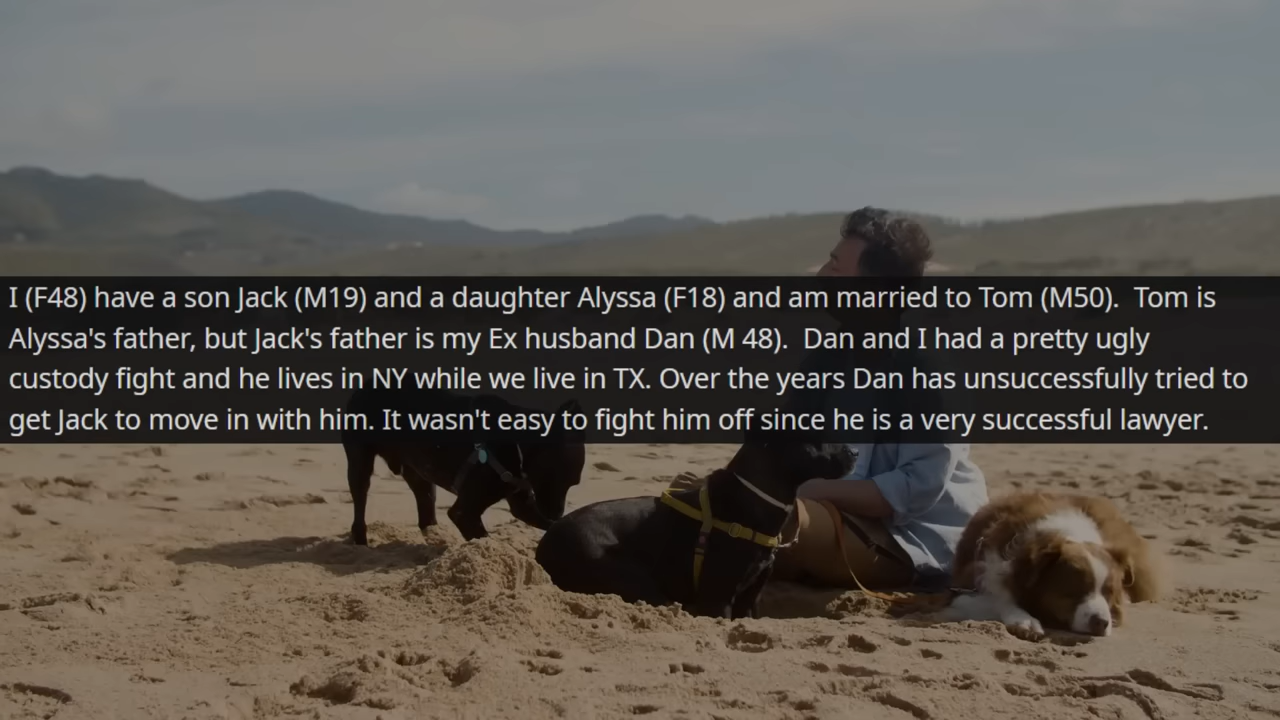 I (F48) have a son Jack (M19) and a daughter Alyssa (F18) and am married to Tom (M50).  Tom is
Alyssa's father, but Jack's father is my Ex husband Dan (M 48).  Dan and I had a pretty ugly
custody fight and he lives in NY while we live in TX. Over the years Dan has unsuccessfully tried to
get Jack to move in with him. It wasn't easy to fight him off since he is a very successful lawyer.